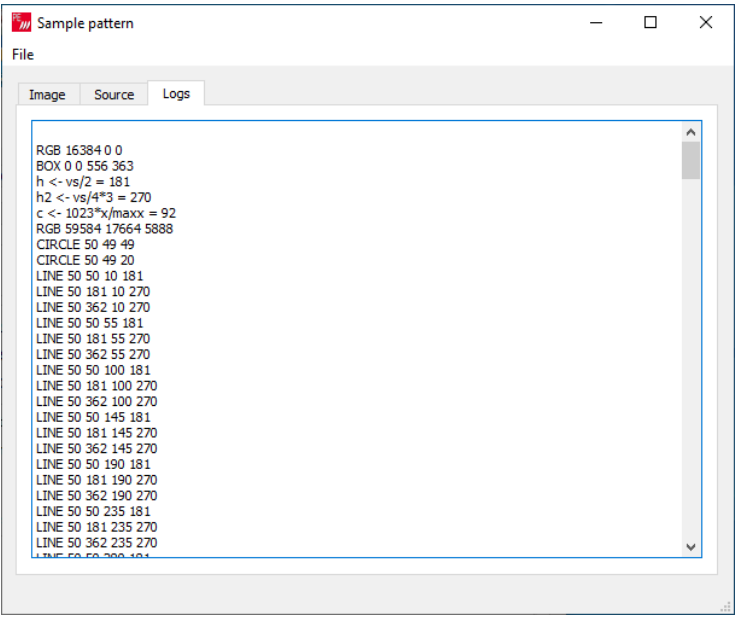 PE
Sample pattern
File
Image Source Logs
RGB 16384 0 0
BOX 0 0 556 363
h <- vs/2 = 181
h2 <- vs/4*3 = 270
c <- 1023*x/maxx = 92
RGB 59584 17664 5888
CIRCLE 50 49 49
CIRCLE 50 49 20
LINE 50 50 10 181
LINE 50 181 10 270
LINE 50 362 10 270
LINE 50 50 55 181
LINE 50 181 55 270
LINE 50 362 55 270
LINE 50 50 100 181
LINE 50 181 100 270
LINE 50 362 100 270
LINE 50 50 145 181
LINE 50 181 145 270
LINE 50 362 145 270
LINE 50 50 190 181
LINE 50 181 190 270
LINE 50 362 190 270
LINE 50 50 235 181
LINE 50 181 235 270
LINE 50 362 235 270